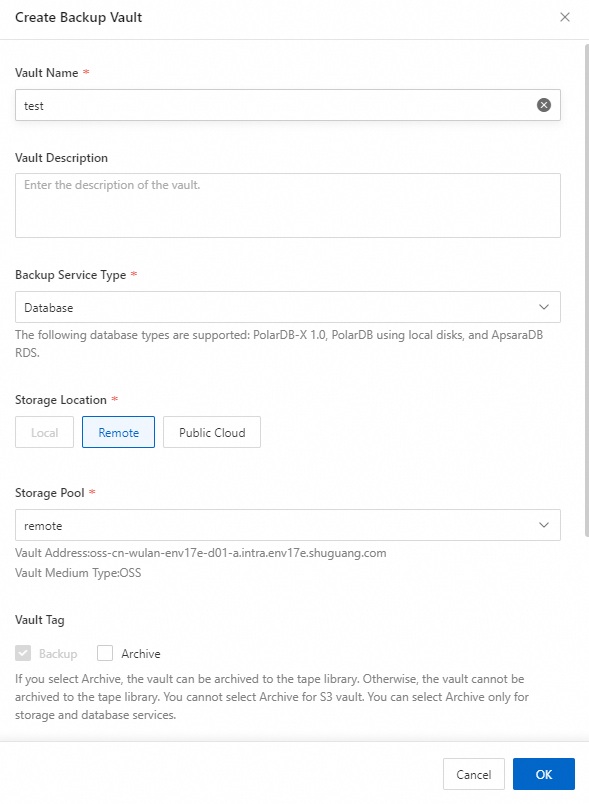 Create Backup Vault
Vault Name *
test
Vault Description
Enter the description of the vault.
Backup Service Type *
Database
The following database types are supported: PolarDB-X 1.0, PolarDB using local disks, and ApsaraDB
RDS.
Storage Location *
Local Remote Public Cloud
Storage Pool *
remote
Vault Address:oss-cn-wulan-env17e-d01-a.intra.env17e.shuguang.com
Vault Medium Type:OSS
Vault Tag
Backup Archive
If you select Archive, the vault can be archived to the tape library. Otherwise, the vault cannot be
archived to the tape library. You cannot select Archive for S3 vault. You can select Archive only for
storage and database services.
Cancel OK